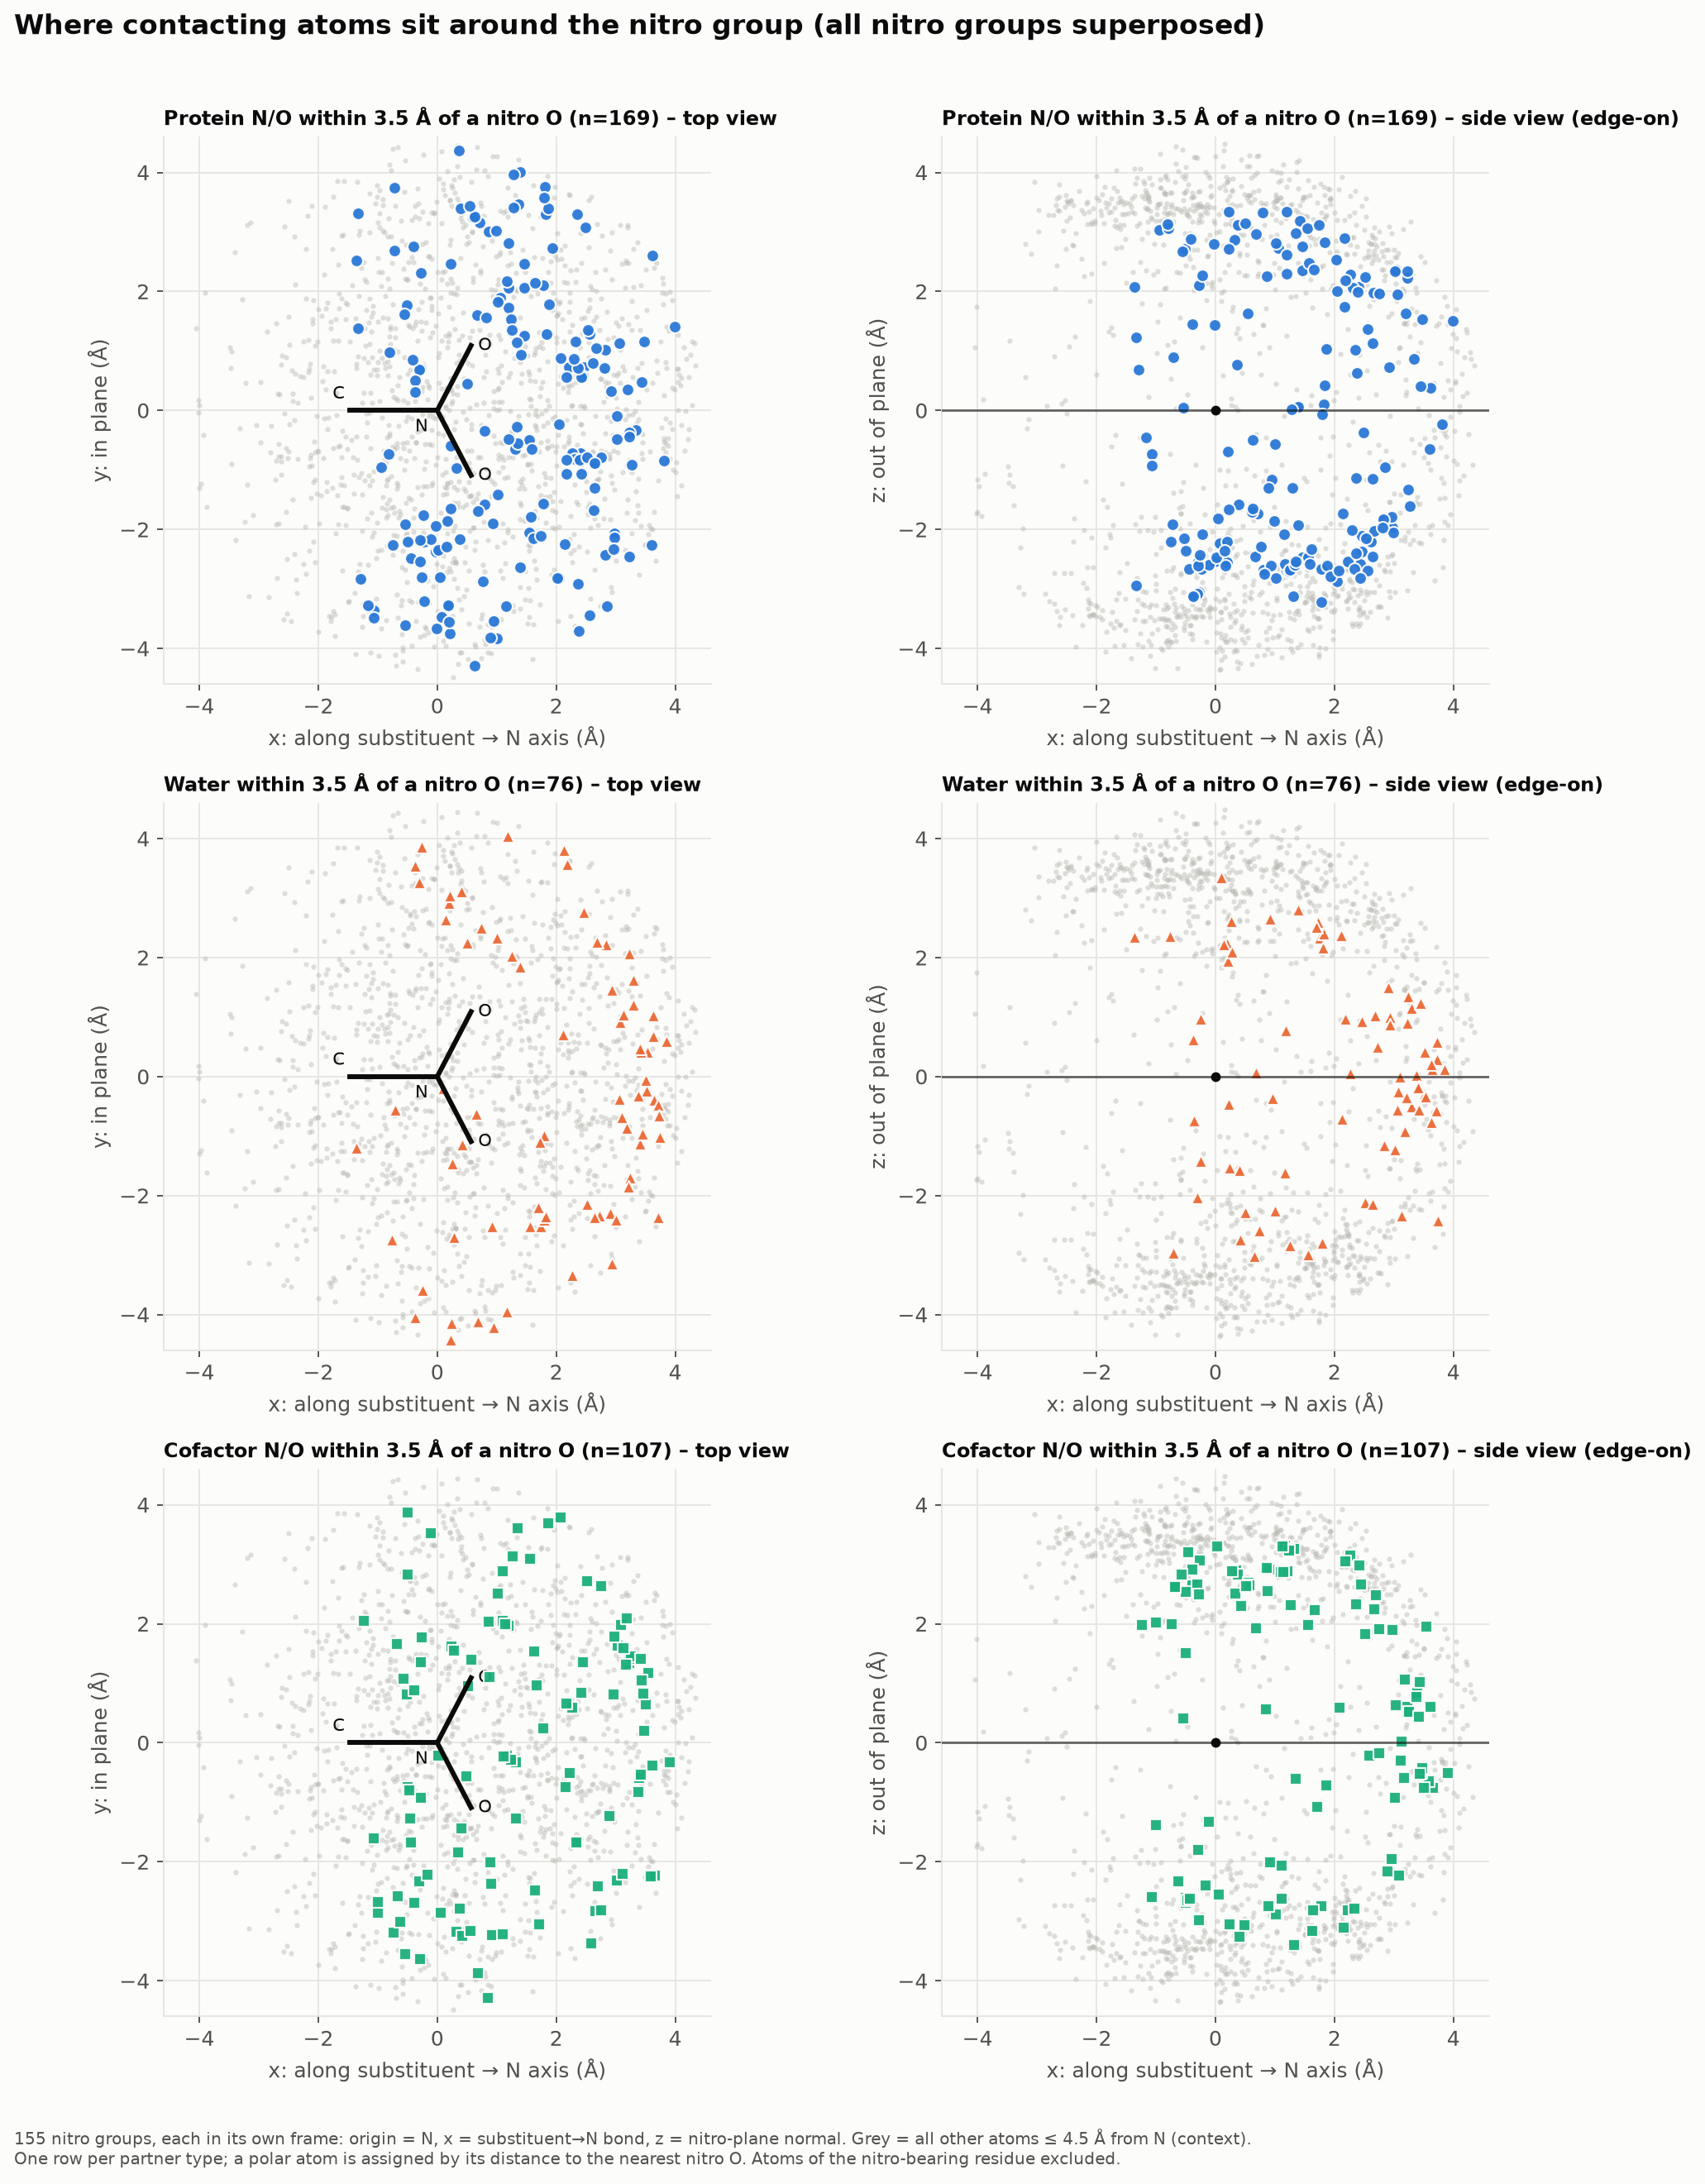 Where contacting atoms sit around the nitro group (all nitro groups superposed)
Protein N/O within 3.5 Å of a nitro O (n=169) – top view
4
2
0
−2
−4
y: in plane (Å)
C
N
O
O
−4 −2 0 2 4
x: along substituent → N axis (Å)
Protein N/O within 3.5 Å of a nitro O (n=169) – side view (edge-on)
4
2
0
−2
−4
z: out of plane (Å)
−4 −2 0 2 4
x: along substituent → N axis (Å)
Water within 3.5 Å of a nitro O (n=76) – top view
4
2
0
−2
−4
y: in plane (Å)
C
N
O
O
−4 −2 0 2 4
x: along substituent → N axis (Å)
Water within 3.5 Å of a nitro O (n=76) – side view (edge-on)
4
2
0
−2
−4
z: out of plane (Å)
−4 −2 0 2 4
x: along substituent → N axis (Å)
Cofactor N/O within 3.5 Å of a nitro O (n=107) – top view
4
2
0
−2
−4
y: in plane (Å)
C
N
O
O
−4 −2 0 2 4
x: along substituent → N axis (Å)
Cofactor N/O within 3.5 Å of a nitro O (n=107) – side view (edge-on)
4
2
0
−2
−4
z: out of plane (Å)
−4 −2 0 2 4
x: along substituent → N axis (Å)
155 nitro groups, each in its own frame: origin = N, x = substituent→N bond, z = nitro-plane normal. Grey = all other atoms ≤ 4.5 Å from N (context).
One row per partner type; a polar atom is assigned by its distance to the nearest nitro O. Atoms of the nitro-bearing residue excluded.